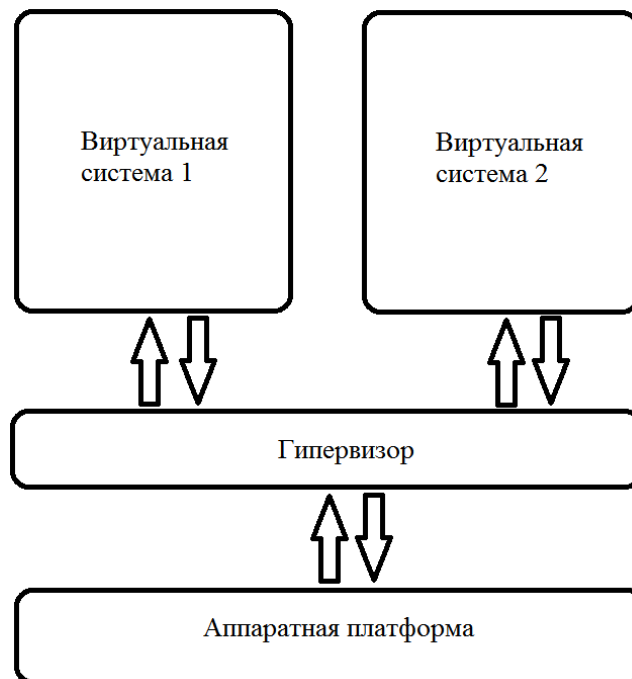 Виртуальная
система 1
Виртуальная
система 2
Гипервизор
Аппаратная платформа